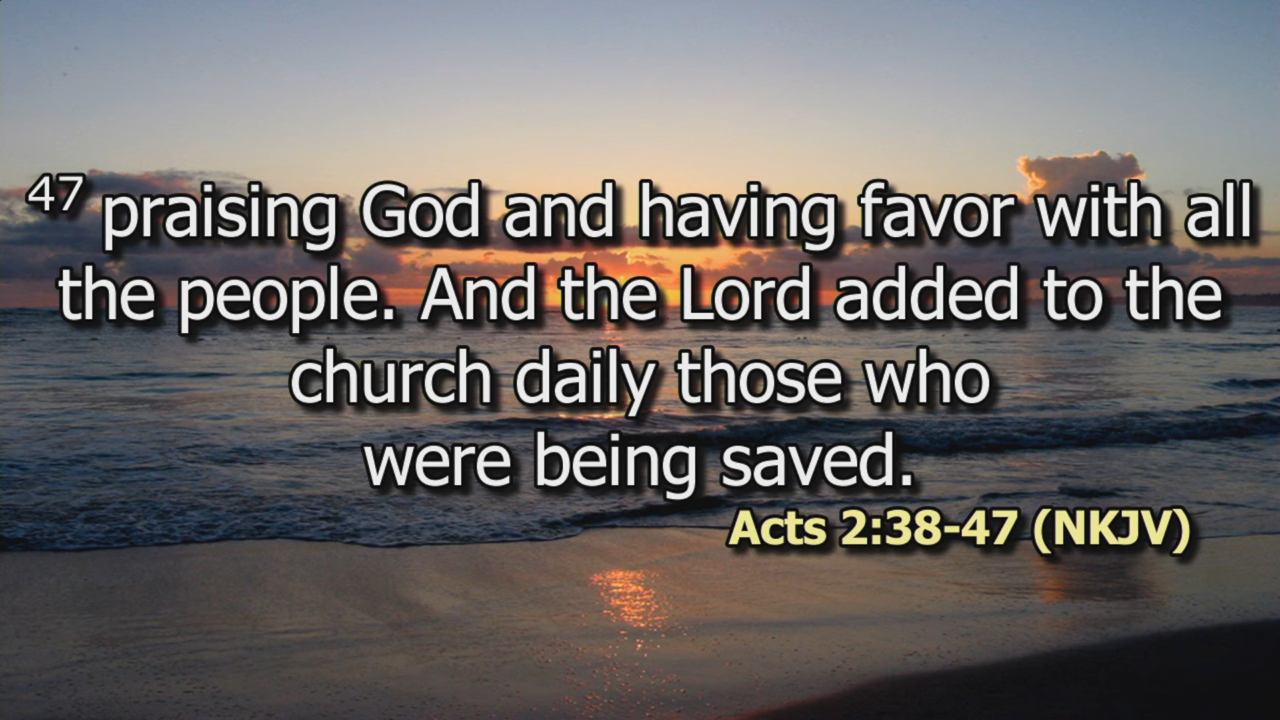 47 praising God and having favor with all
the people. And the Lord added to the
church daily those who
were being saved.
Acts 2:38-47 (NKJV)